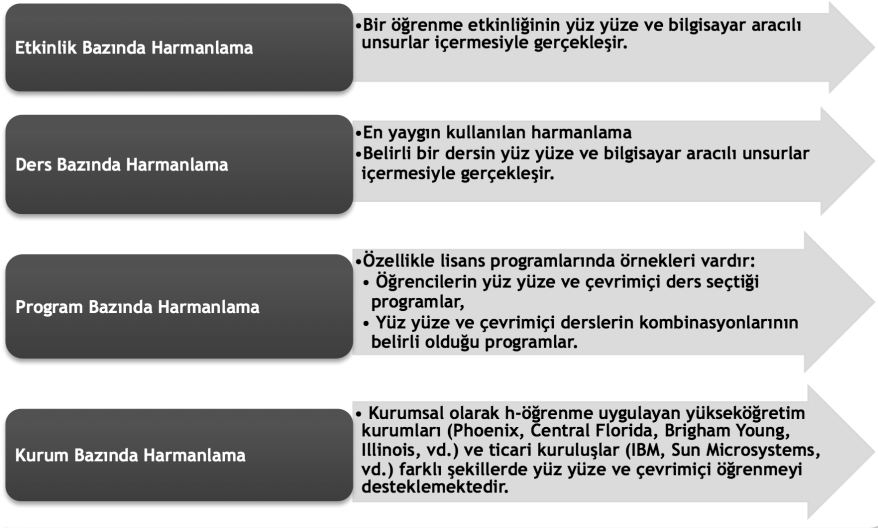 Etkinlik Bazında Harmanlama
•Bir öğrenme etkinliğinin yüz yüze ve bilgisayar aracılı
unsurlar içermesiyle gerçekleşir.
Ders Bazında Harmanlama
•En yaygın kullanılan harmanlama
•Belirli bir dersin yüz yüze ve bilgisayar aracılı unsurlar
içermesiyle gerçekleşir.
Program Bazında Harmanlama
•Özellikle lisans programlarında örnekleri vardır:
• Öğrencilerin yüz yüze ve çevrimiçi ders seçtiği
programlar,
• Yüz yüze ve çevrimiçi derslerin kombinasyonlarının
belirli olduğu programlar.
Kurum Bazında Harmanlama
• Kurumsal olarak h-öğrenme uygulayan yükseköğretim
kurumları (Phoenix, Central Florida, Brigham Young,
Illinois, vd.) ve ticari kuruluşlar (IBM, Sun Microsystems,
vd.) farklı şekillerde yüz yüze ve çevrimiçi öğrenmeyi
desteklemektedir.